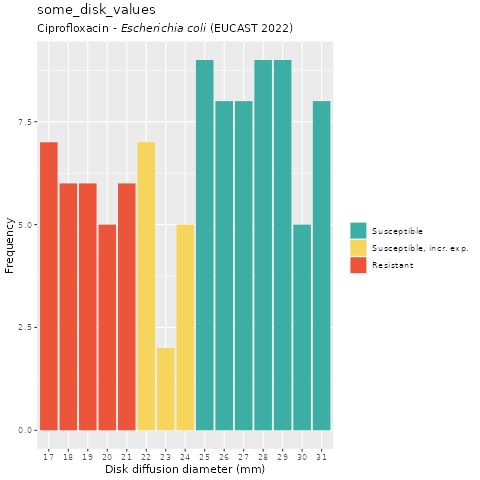 some_disk_values
Ciprofloxacin - Escherichia coli (EUCAST 2022)
Frequency
7.5
5.0
2.5
0.0
17 18 19 20 21 22 23 24 25 26 27 28 29 30 31
Disk diffusion diameter (mm)
Susceptible
Susceptible, incr. exp.
Resistant